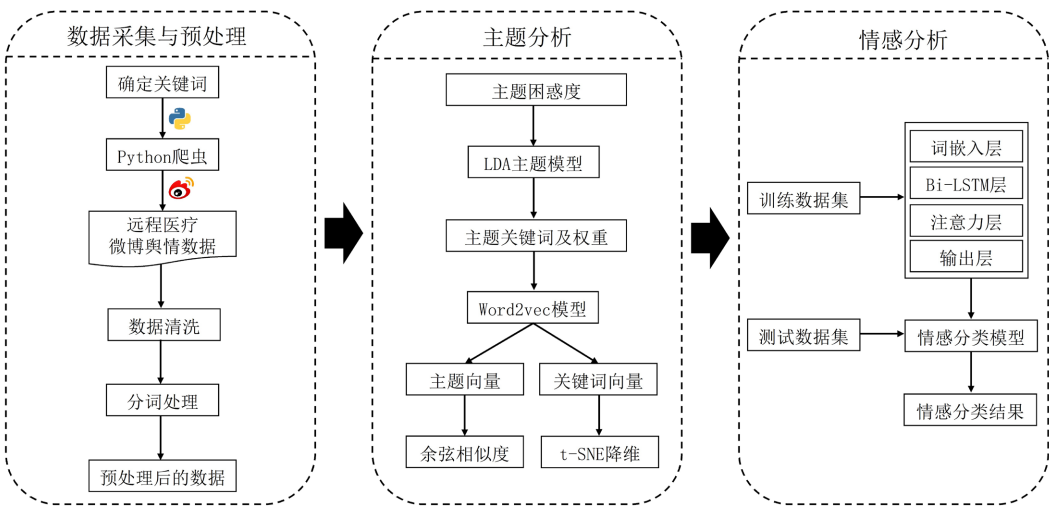 数据采集与预处理
确定关键词
Python爬虫
远程医疗
微博舆情数据
数据清洗
分词处理
预处理后的数据
主题分析
主题困惑度
LDA主题模型
主题关键词及权重
Word2vec模型
主题向量
关键词向量
余弦相似度
t-SNE降维
情感分析
训练数据集
词嵌入层
Bi-LSTM层
注意力层
输出层
测试数据集
情感分类模型
情感分类结果